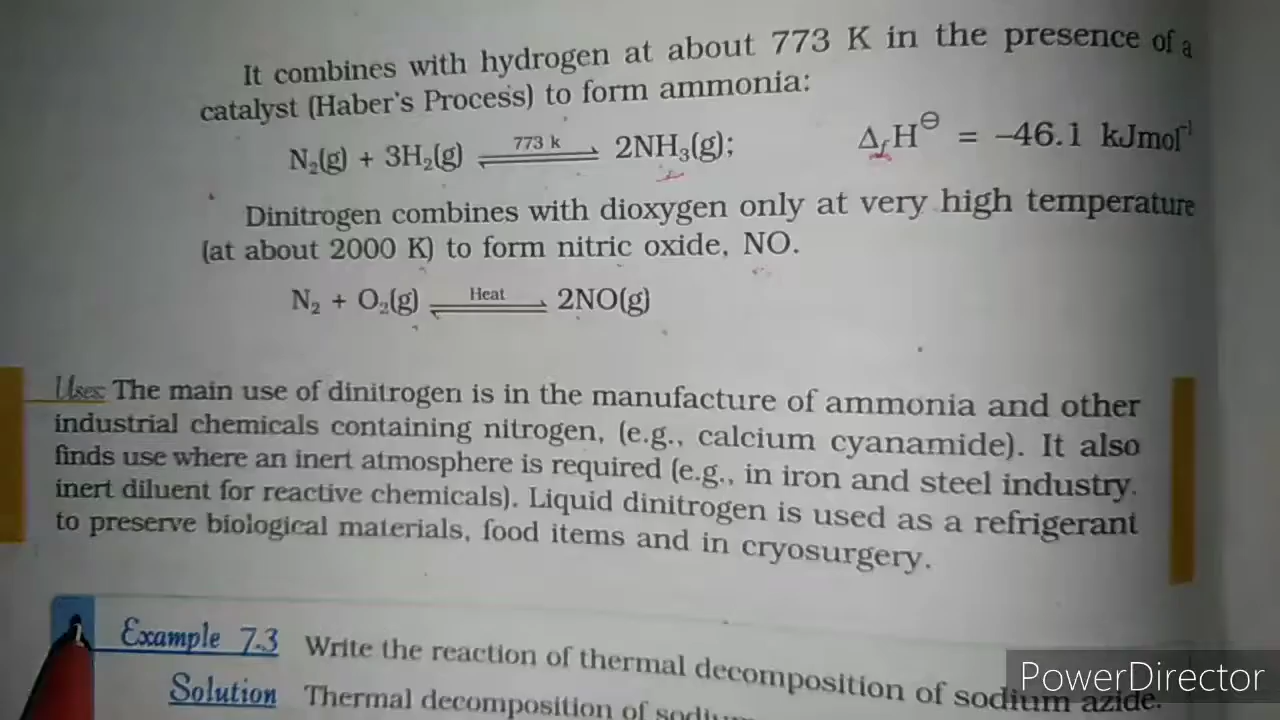 It combines with hydrogen at about 773 K in the presence of a
catalyst (Haber's Process) to form ammonia:
N₂(g) + 3H₂(g) ⇌ 773 k 2NH₃(g); Δ_fH^⊖ = –46.1 kJmol⁻¹
Dinitrogen combines with dioxygen only at very high temperature
(at about 2000 K) to form nitric oxide, NO.
N₂ + O₂(g) ⇌ Heat 2NO(g)
Uses: The main use of dinitrogen is in the manufacture of ammonia and other
industrial chemicals containing nitrogen, (e.g., calcium cyanamide). It also
finds use where an inert atmosphere is required (e.g., in iron and steel industry,
inert diluent for reactive chemicals). Liquid dinitrogen is used as a refrigerant
to preserve biological materials, food items and in cryosurgery.
Example 7.3 Write the reaction of thermal decomposition of sodium azide.
Solution Thermal decomposition of
PowerDirector